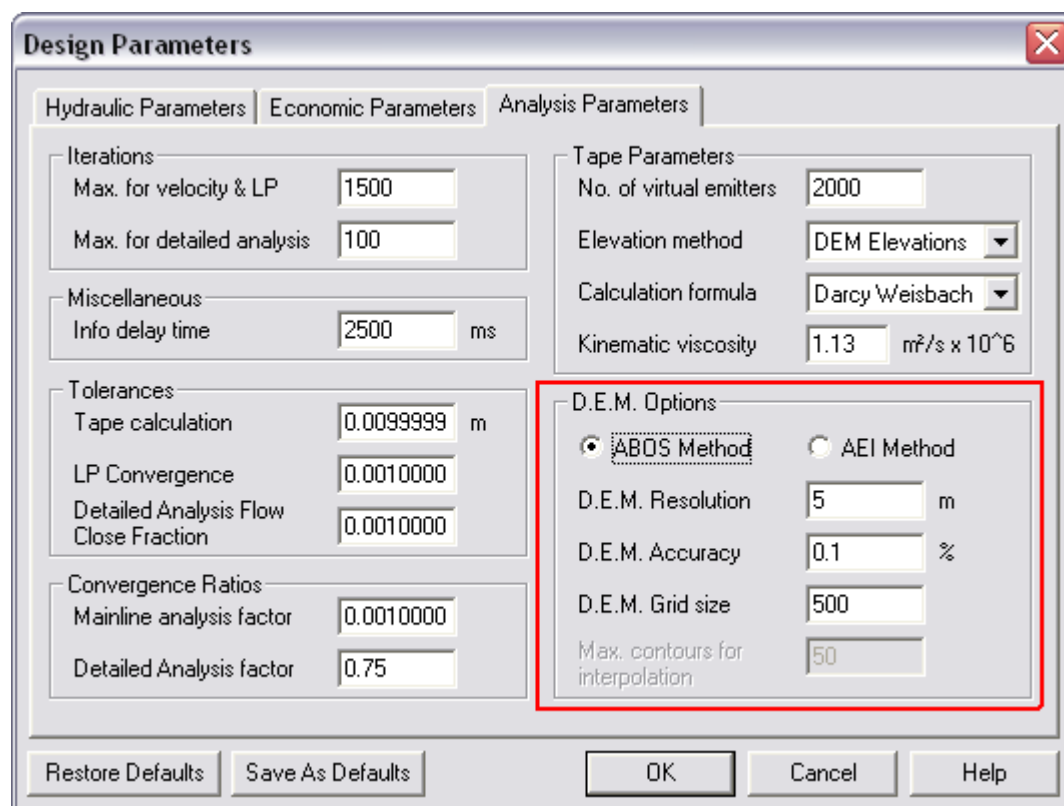 Design Parameters
Hydraulic Parameters
Economic Parameters
Analysis Parameters
Iterations
Max. for velocity & LP
1500
Max. for detailed analysis
100
Miscellaneous
Info delay time
2500
ms
Tolerances
Tape calculation
0.0099999
m
LP Convergence
0.0010000
Detailed Analysis Flow
Close Fraction
0.0010000
Convergence Ratios
Mainline analysis factor
0.0010000
Detailed Analysis factor
0.75
Tape Parameters
No. of virtual emitters
2000
Elevation method
DEM Elevations
Calculation formula
Darcy Weisbach
Kinematic viscosity
1.13
m²/s x 10^6
D.E.M. Options
ABOS Method
AEI Method
D.E.M. Resolution
5
m
D.E.M. Accuracy
0.1
%
D.E.M. Grid size
500
Max. contours for
interpolation
50
Restore Defaults
Save As Defaults
OK
Cancel
Help